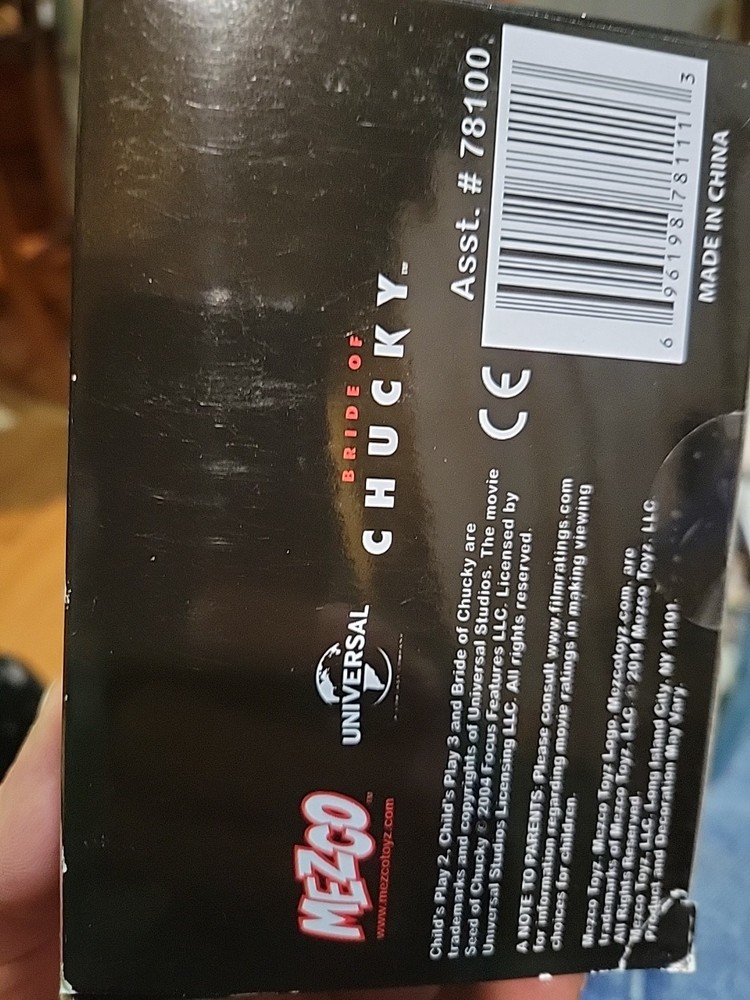 MEZCO™
www.mezcotoyz.com
UNIVERSAL
BRIDE OF
CHUCKY™
Child's Play 2, Child's Play 3 and Bride of Chucky are
trademarks and copyrights of Universal Studios. The movie
Seed of Chucky © 2004 Focus Features LLC. Licensed by
Universal Studios Licensing LLC. All rights reserved.
A NOTE TO PARENTS: Please consult www.filmratings.com
for information regarding movie ratings in making viewing
choices for children.
Mezco Toyz, Mezco Toyz Logo, Mezcotoyz.com, are
Trademarks of Mezco Toyz, LLC © 2014 Mezco Toyz, LLC.
All Rights Reserved.
Mezco Toyz, LLC, Long Island City, NY 11101.
Product and Decorations May Vary.
CE
Asst. # 78100
6 96198 78111 3
MADE IN CHINA